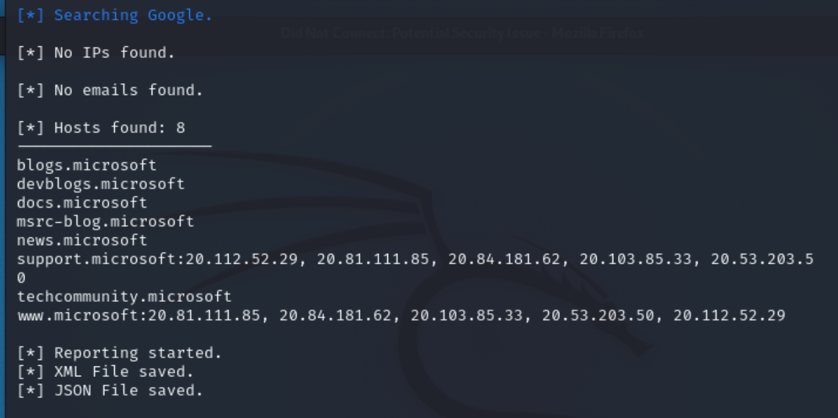 Did Not Connect: Potential Security Issue - Mozilla Firefox
[*] Searching Google.
[*] No IPs found.
[*] No emails found.
[*] Hosts found: 8
---------------------
blogs.microsoft
devblogs.microsoft
docs.microsoft
msrc-blog.microsoft
news.microsoft
support.microsoft:20.112.52.29, 20.81.111.85, 20.84.181.62, 20.103.85.33, 20.53.203.5
0
techcommunity.microsoft
www.microsoft:20.81.111.85, 20.84.181.62, 20.103.85.33, 20.53.203.50, 20.112.52.29
[*] Reporting started.
[*] XML File saved.
[*] JSON File saved.